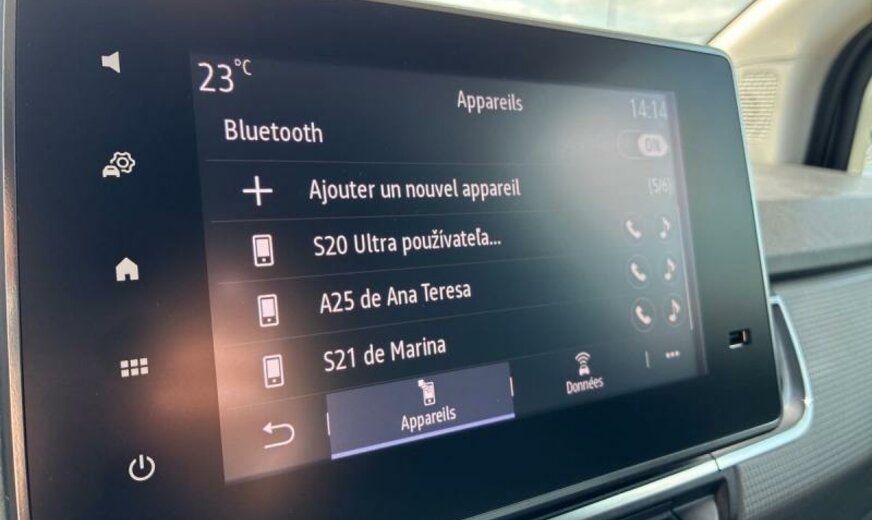 23°C
Appareils
14:14
Bluetooth
ON
Ajouter un nouvel appareil
(5/6)
S20 Ultra používateľa...
A25 de Ana Teresa
S21 de Marina
Appareils
Données